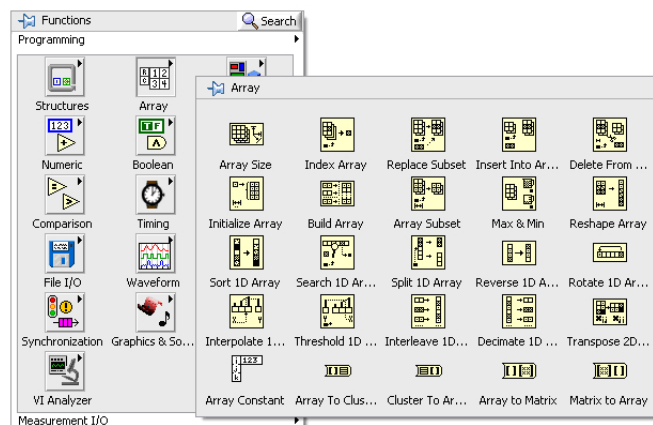 Functions
Search
Programming
Structures
Array
Numeric
Boolean
Comparison
Timing
File I/O
Waveform
Synchronization
Graphics & So...
VI Analyzer
Measurement I/O
Array
Array Size
Index Array
Replace Subset
Insert Into Ar...
Delete From ...
Initialize Array
Build Array
Array Subset
Max & Min
Reshape Array
Sort 1D Array
Search 1D Ar...
Split 1D Array
Reverse 1D A...
Rotate 1D Ar...
Interpolate 1...
Threshold 1D ...
Interleave 1D...
Decimate 1D ...
Transpose 2D...
Array Constant
Array To Clus...
Cluster To Ar...
Array to Matrix
Matrix to Array